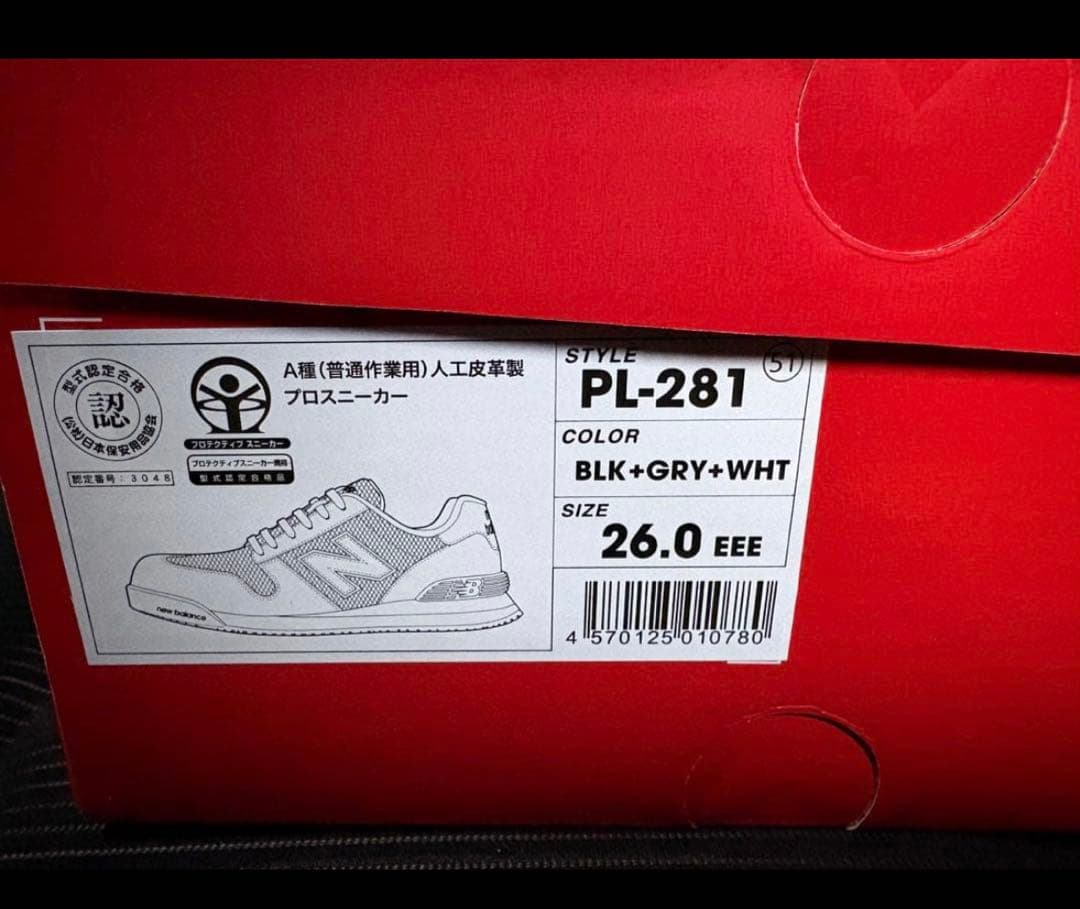 型式認定合格
認
(公社)日本保安用品協会
認定番号：3048
プロテクティブ スニーカー
プロテクティブスニーカー規格
型式認定合格品
A種(普通作業用)人工皮革製
プロスニーカー
new balance
N
NB
STYLE 51
PL-281
COLOR
BLK+GRY+WHT
SIZE
26.0 EEE
4 570125 010780